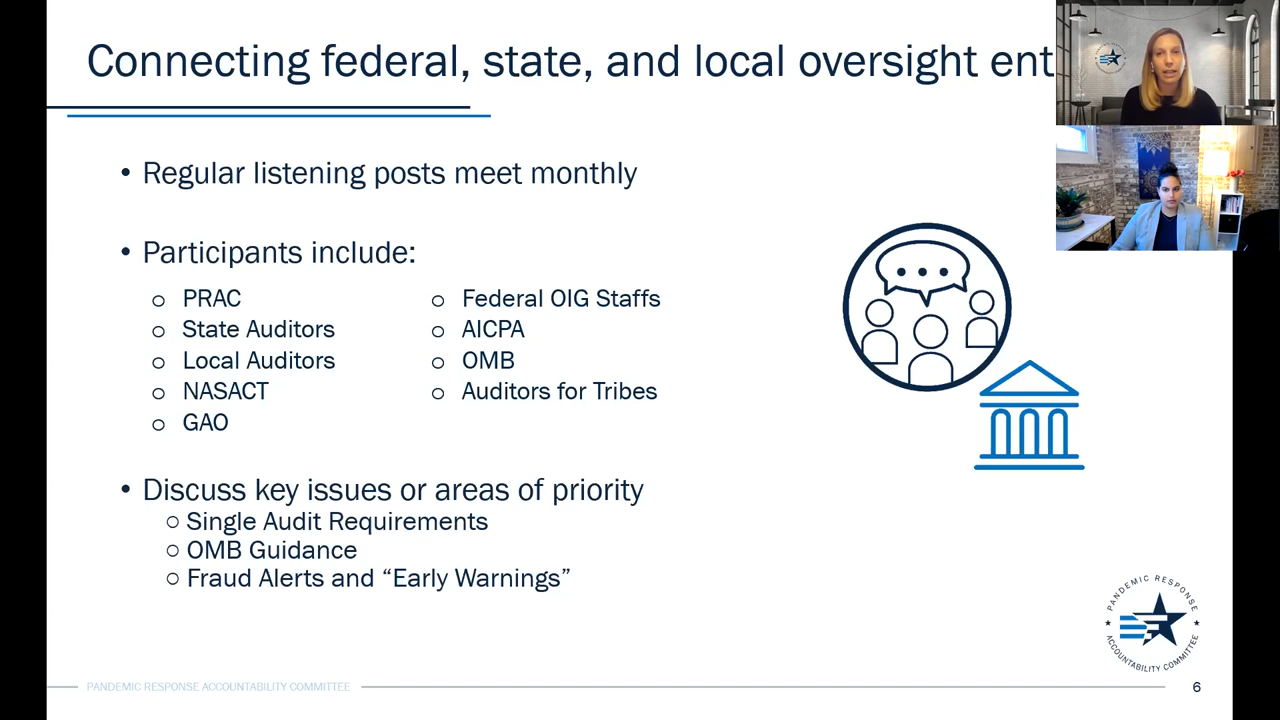 Connecting federal, state, and local oversight ent
• Regular listening posts meet monthly
• Participants include:
o PRAC
o State Auditors
o Local Auditors
o NASACT
o GAO
o Federal OIG Staffs
o AICPA
o OMB
o Auditors for Tribes
• Discuss key issues or areas of priority
○ Single Audit Requirements
○ OMB Guidance
○ Fraud Alerts and “Early Warnings”
PANDEMIC RESPONSE
ACCOUNTABILITY COMMITTEE
PANDEMIC RESPONSE ACCOUNTABILITY COMMITTEE
6